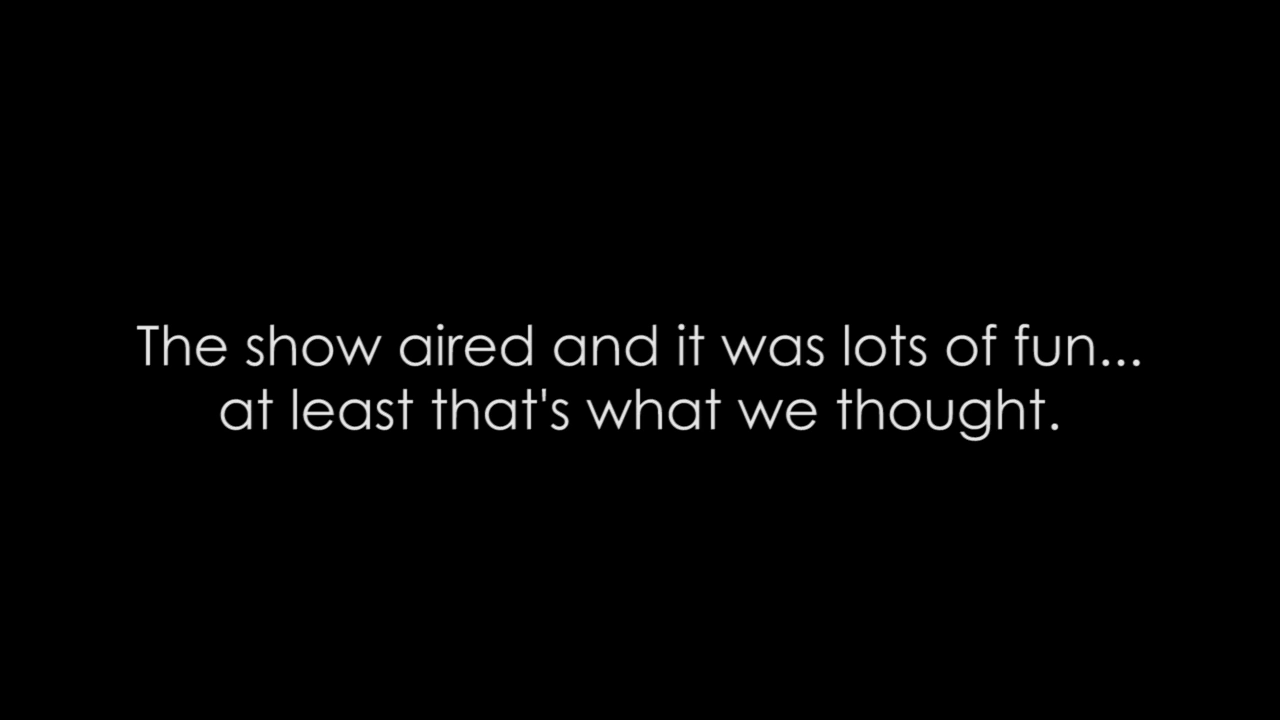 The show aired and it was lots of fun...
at least that's what we thought.